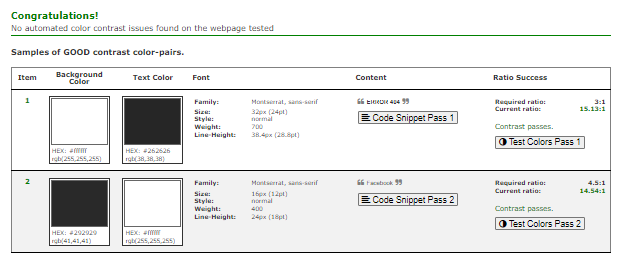 Congratulations!
No automated color contrast issues found on the webpage tested
Samples of GOOD contrast color-pairs.
Item Background Color Text Color Font Content Ratio Success
1
HEX: #ffffff
rgb(255,255,255)
HEX: #262626
rgb(38,38,38)
Family: Montserrat, sans-serif
Size: 32px (24pt)
Style: normal
Weight: 700
Line-Height: 38.4px (28.8pt)
❝ ERROR 404 ❞
Code Snippet Pass 1
Required ratio: 3:1
Current ratio: 15.13:1
Contrast passes.
Test Colors Pass 1
2
HEX: #292929
rgb(41,41,41)
HEX: #ffffff
rgb(255,255,255)
Family: Montserrat, sans-serif
Size: 16px (12pt)
Style: normal
Weight: 400
Line-Height: 24px (18pt)
❝ Facebook ❞
Code Snippet Pass 2
Required ratio: 4.5:1
Current ratio: 14.54:1
Contrast passes.
Test Colors Pass 2